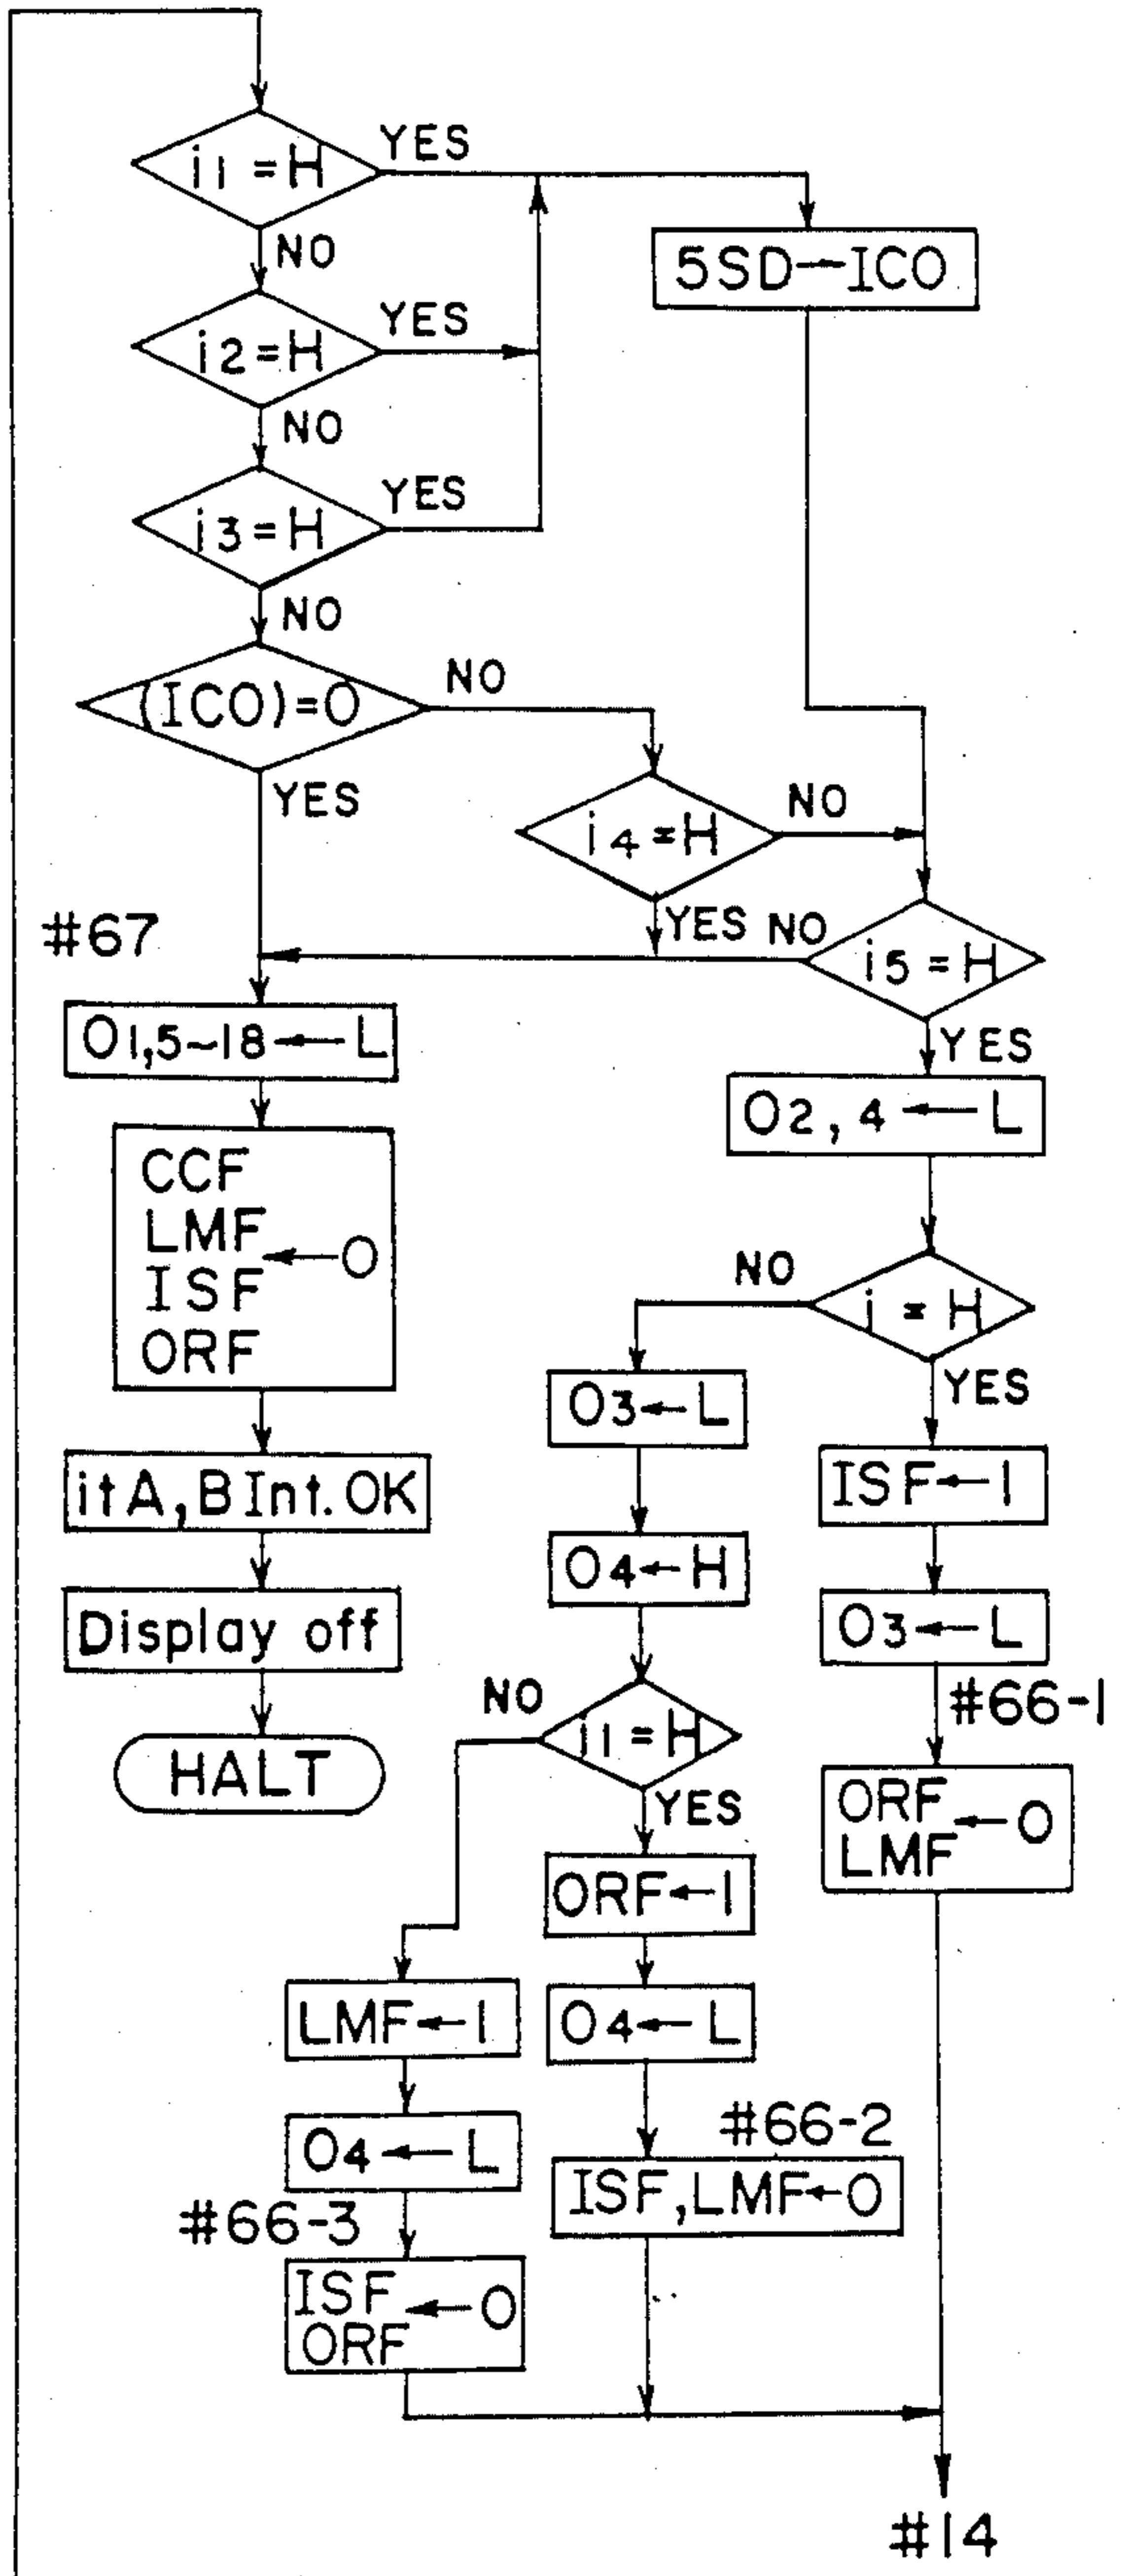 i1 = H
YES
NO
5SD→ICO
i2 = H
YES
NO
i3 = H
YES
NO
(ICO)=0
NO
YES
i4 = H
NO
YES
#67
NO
i5 = H
YES
O1,5~18 ← L
O2, 4 ← L
CCF
LMF
ISF
ORF
← 0
NO
i = H
YES
O3 ← L
ISF ← 1
itA, B Int. OK
O4 ← H
O3 ← L
Display off
#66-1
NO
i1 = H
YES
HALT
ORF
LMF
← 0
ORF ← 1
LMF ← 1
O4 ← L
O4 ← L
#66-2
ISF, LMF ← 0
#66-3
ISF
ORF
← 0
#14